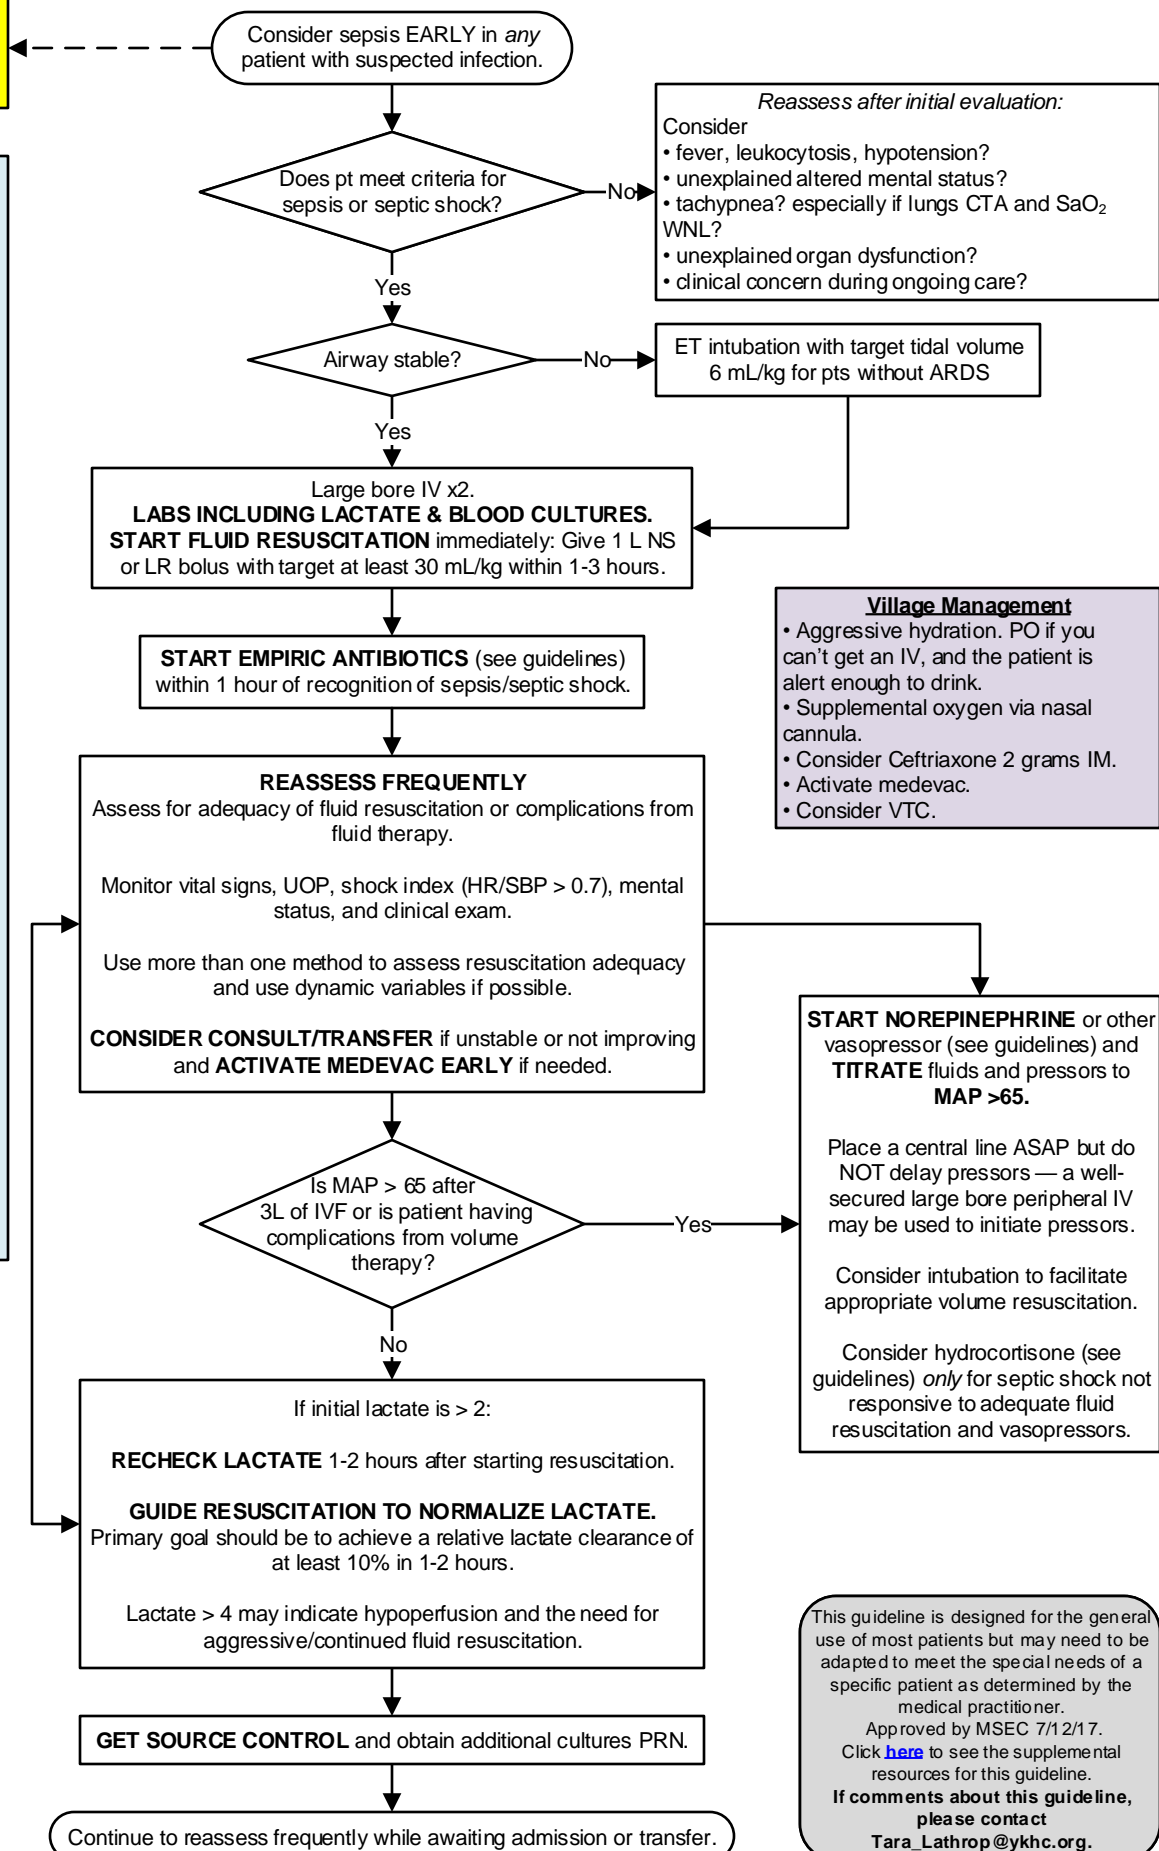 Consider sepsis EARLY in any
patient with suspected infection.
Does pt meet criteria for
sepsis or septic shock?
No
Reassess after initial evaluation:
Consider
• fever, leukocytosis, hypotension?
• unexplained altered mental status?
• tachypnea? especially if lungs CTA and SaO2
WNL?
• unexplained organ dysfunction?
• clinical concern during ongoing care?
Yes
Airway stable?
No
ET intubation with target tidal volume
6 mL/kg for pts without ARDS
Yes
Large bore IV x2.
LABS INCLUDING LACTATE & BLOOD CULTURES.
START FLUID RESUSCITATION immediately: Give 1 L NS
or LR bolus with target at least 30 mL/kg within 1-3 hours.
START EMPIRIC ANTIBIOTICS (see guidelines)
within 1 hour of recognition of sepsis/septic shock.
Village Management
• Aggressive hydration. PO if you
can't get an IV, and the patient is
alert enough to drink.
• Supplemental oxygen via nasal
cannula.
• Consider Ceftriaxone 2 grams IM.
• Activate medevac.
• Consider VTC.
REASSESS FREQUENTLY
Assess for adequacy of fluid resuscitation or complications from
fluid therapy.
Monitor vital signs, UOP, shock index (HR/SBP > 0.7), mental
status, and clinical exam.
Use more than one method to assess resuscitation adequacy
and use dynamic variables if possible.
CONSIDER CONSULT/TRANSFER if unstable or not improving
and ACTIVATE MEDEVAC EARLY if needed.
Is MAP > 65 after
3L of IVF or is patient having
complications from volume
therapy?
Yes
START NOREPINEPHRINE or other
vasopressor (see guidelines) and
TITRATE fluids and pressors to
MAP >65.
Place a central line ASAP but do
NOT delay pressors — a well-
secured large bore peripheral IV
may be used to initiate pressors.
Consider intubation to facilitate
appropriate volume resuscitation.
Consider hydrocortisone (see
guidelines) only for septic shock not
responsive to adequate fluid
resuscitation and vasopressors.
No
If initial lactate is > 2:
RECHECK LACTATE 1-2 hours after starting resuscitation.
GUIDE RESUSCITATION TO NORMALIZE LACTATE.
Primary goal should be to achieve a relative lactate clearance of
at least 10% in 1-2 hours.
Lactate > 4 may indicate hypoperfusion and the need for
aggressive/continued fluid resuscitation.
GET SOURCE CONTROL and obtain additional cultures PRN.
Continue to reassess frequently while awaiting admission or transfer.
This guideline is designed for the general
use of most patients but may need to be
adapted to meet the special needs of a
specific patient as determined by the
medical practitioner.
Approved by MSEC 7/12/17.
Click here to see the supplemental
resources for this guideline.
If comments about this guideline,
please contact
Tara_Lathrop@ykhc.org.